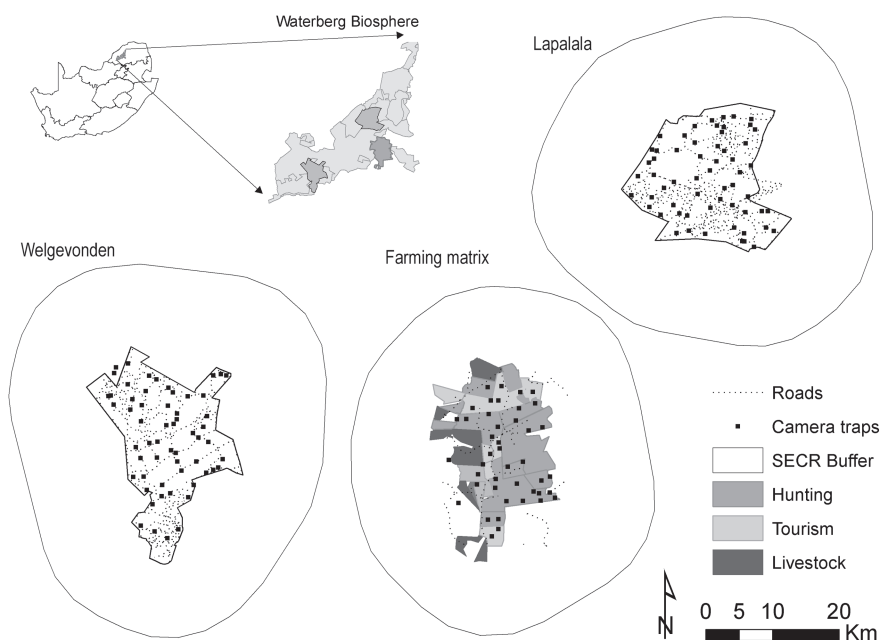 Waterberg Biosphere
Lapalala
Welgevonden
Farming matrix
Roads
Camera traps
SECR Buffer
Hunting
Tourism
Livestock
N
0 5 10 20
Km